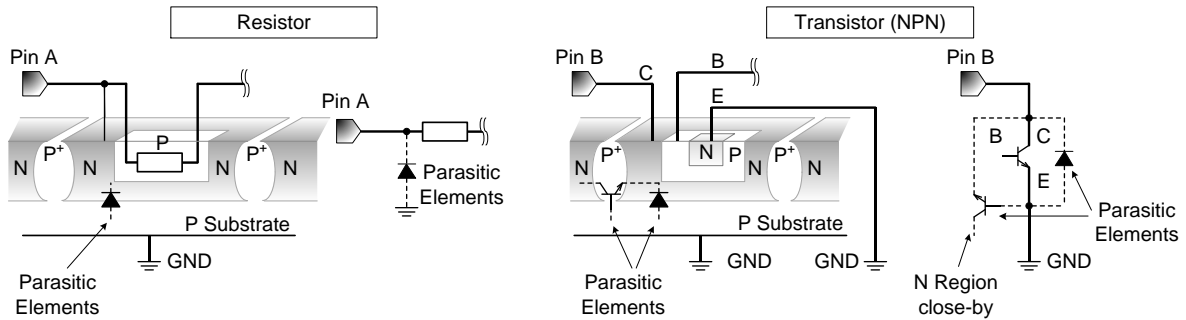 Resistor
Transistor (NPN)
Pin A
Pin B
Pin B
C
B
E
Pin A
N
P+
N
P
N
P+
N
Parasitic
Elements
N
P+
N
N
P
N
P+
N
B
C
E
P Substrate
GND
Parasitic
Elements
P Substrate
GND
GND
Parasitic
Elements
Parasitic
Elements
GND
N Region
close-by